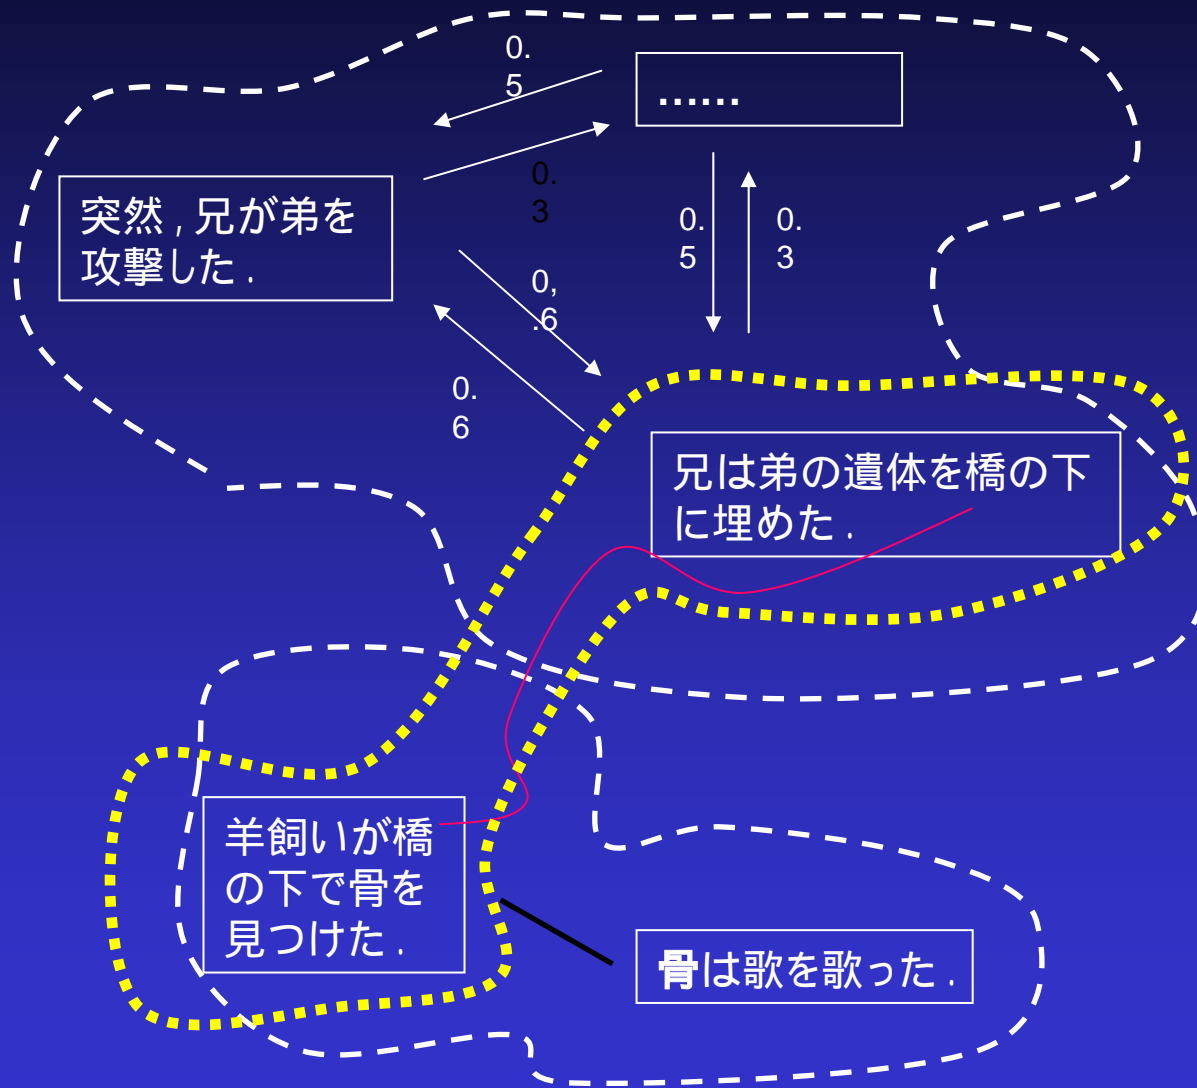 0.
5
......
0.
3
突然,兄が弟を
攻撃した.
0.
5
0.
3
0,
.6
0.
6
兄は弟の遺体を橋の下
に埋めた.
羊飼いが橋
の下で骨を
見つけた.
骨は歌を歌った.